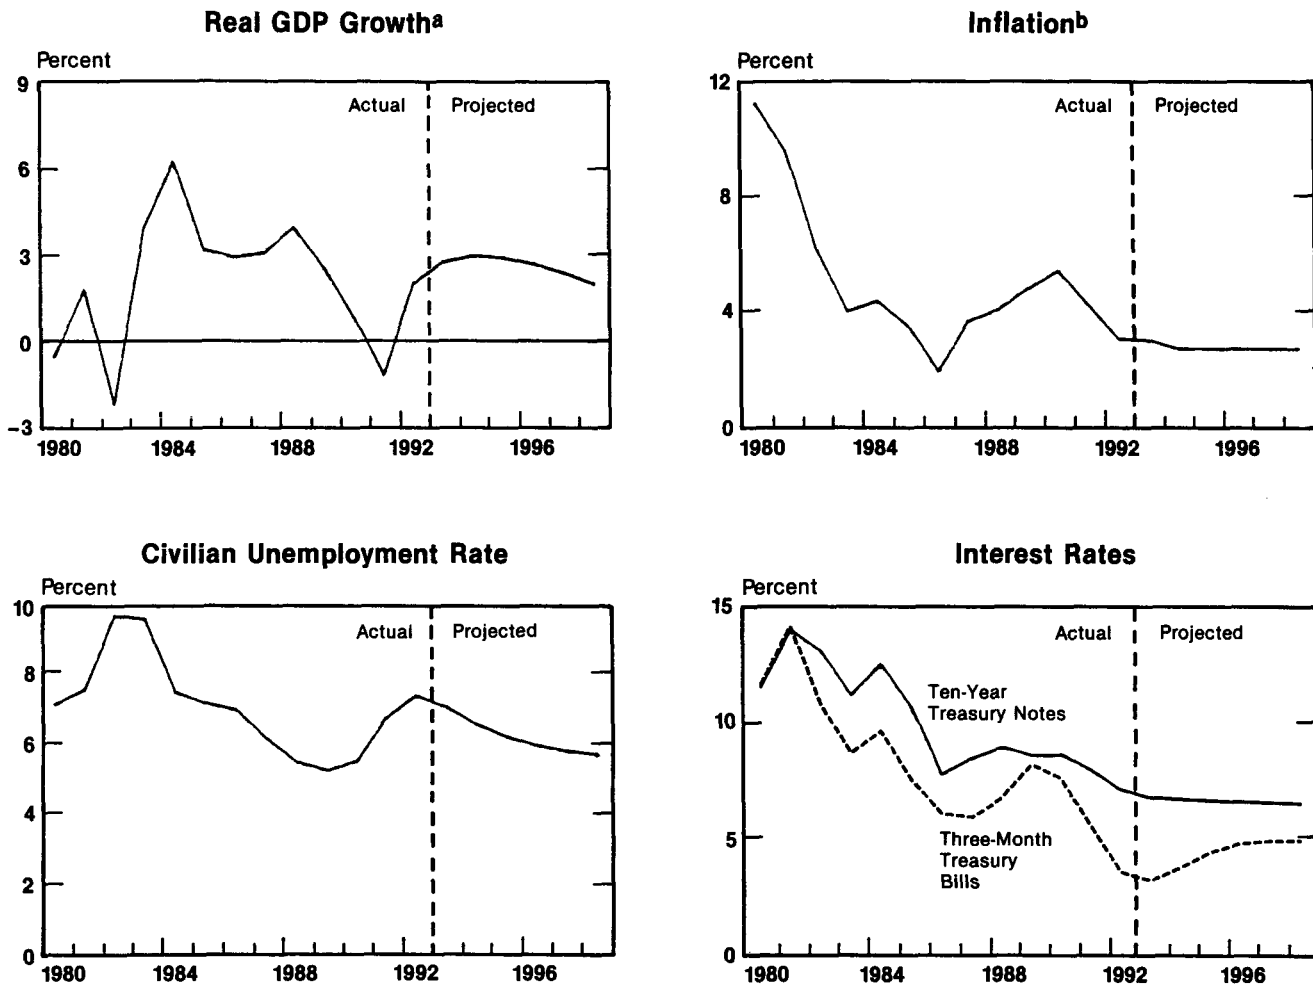 Real GDP Growthª
Percent
9
6
3
0
-3
Actual
Projected
1980 1984 1988 1992 1996
Inflationᵇ
Percent
12
8
4
0
Actual
Projected
1980 1984 1988 1992 1996
Civilian Unemployment Rate
Percent
10
8
6
4
2
0
Actual
Projected
1980 1984 1988 1992 1996
Interest Rates
Percent
15
10
5
0
Actual
Projected
Ten-Year
Treasury Notes
Three-Month
Treasury
Bills
1980 1984 1988 1992 1996